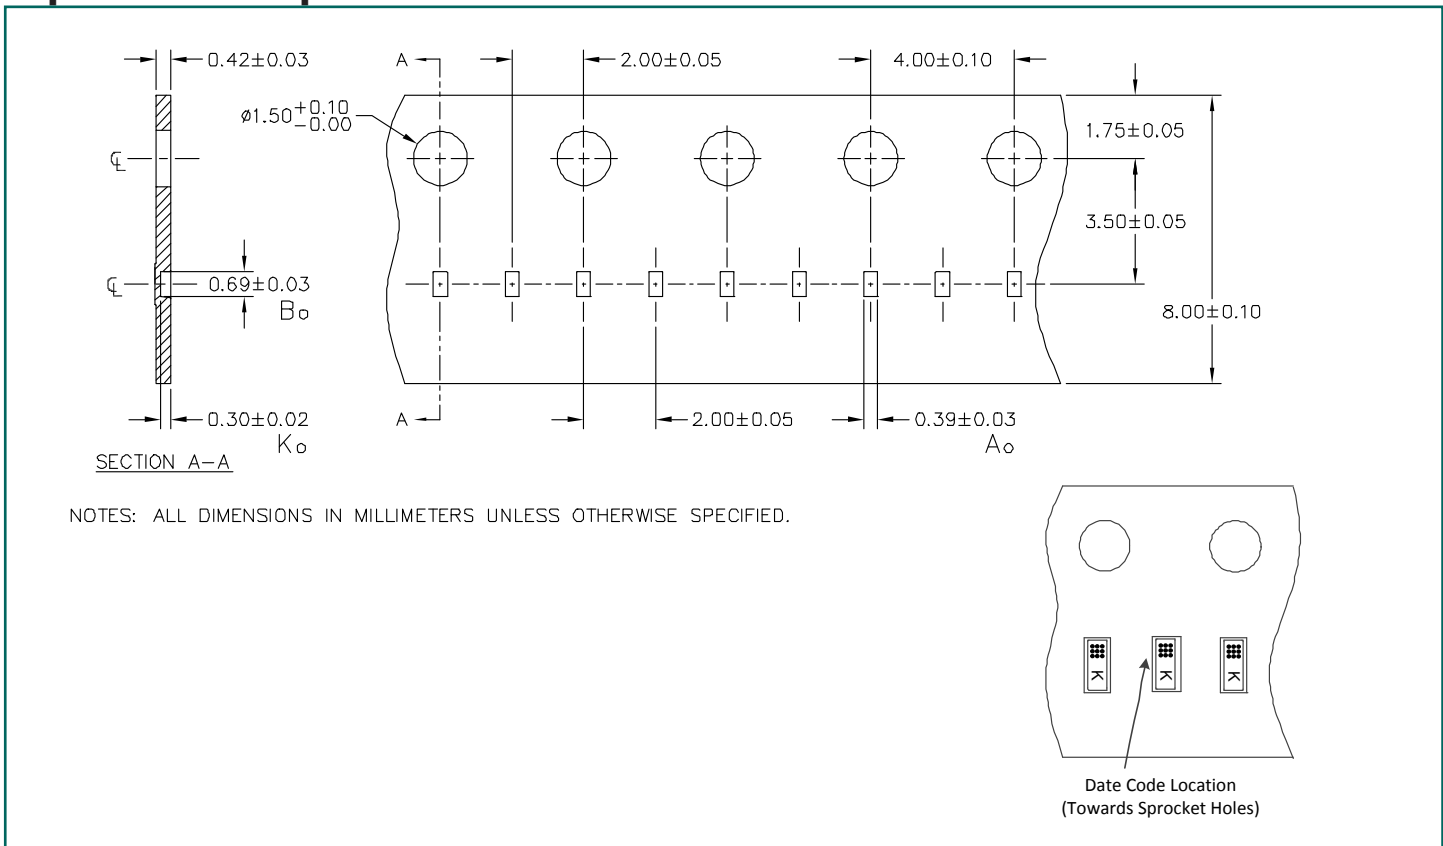 0.42±0.03
A
2.00±0.05
4.00±0.10
ø1.50+0.10
-0.00
1.75±0.05
℄
3.50±0.05
℄
0.69±0.03
Bo
8.00±0.10
0.30±0.02
Ko
A
2.00±0.05
0.39±0.03
Ao
SECTION A-A
NOTES: ALL DIMENSIONS IN MILLIMETERS UNLESS OTHERWISE SPECIFIED.
K
K
K
Date Code Location
(Towards Sprocket Holes)